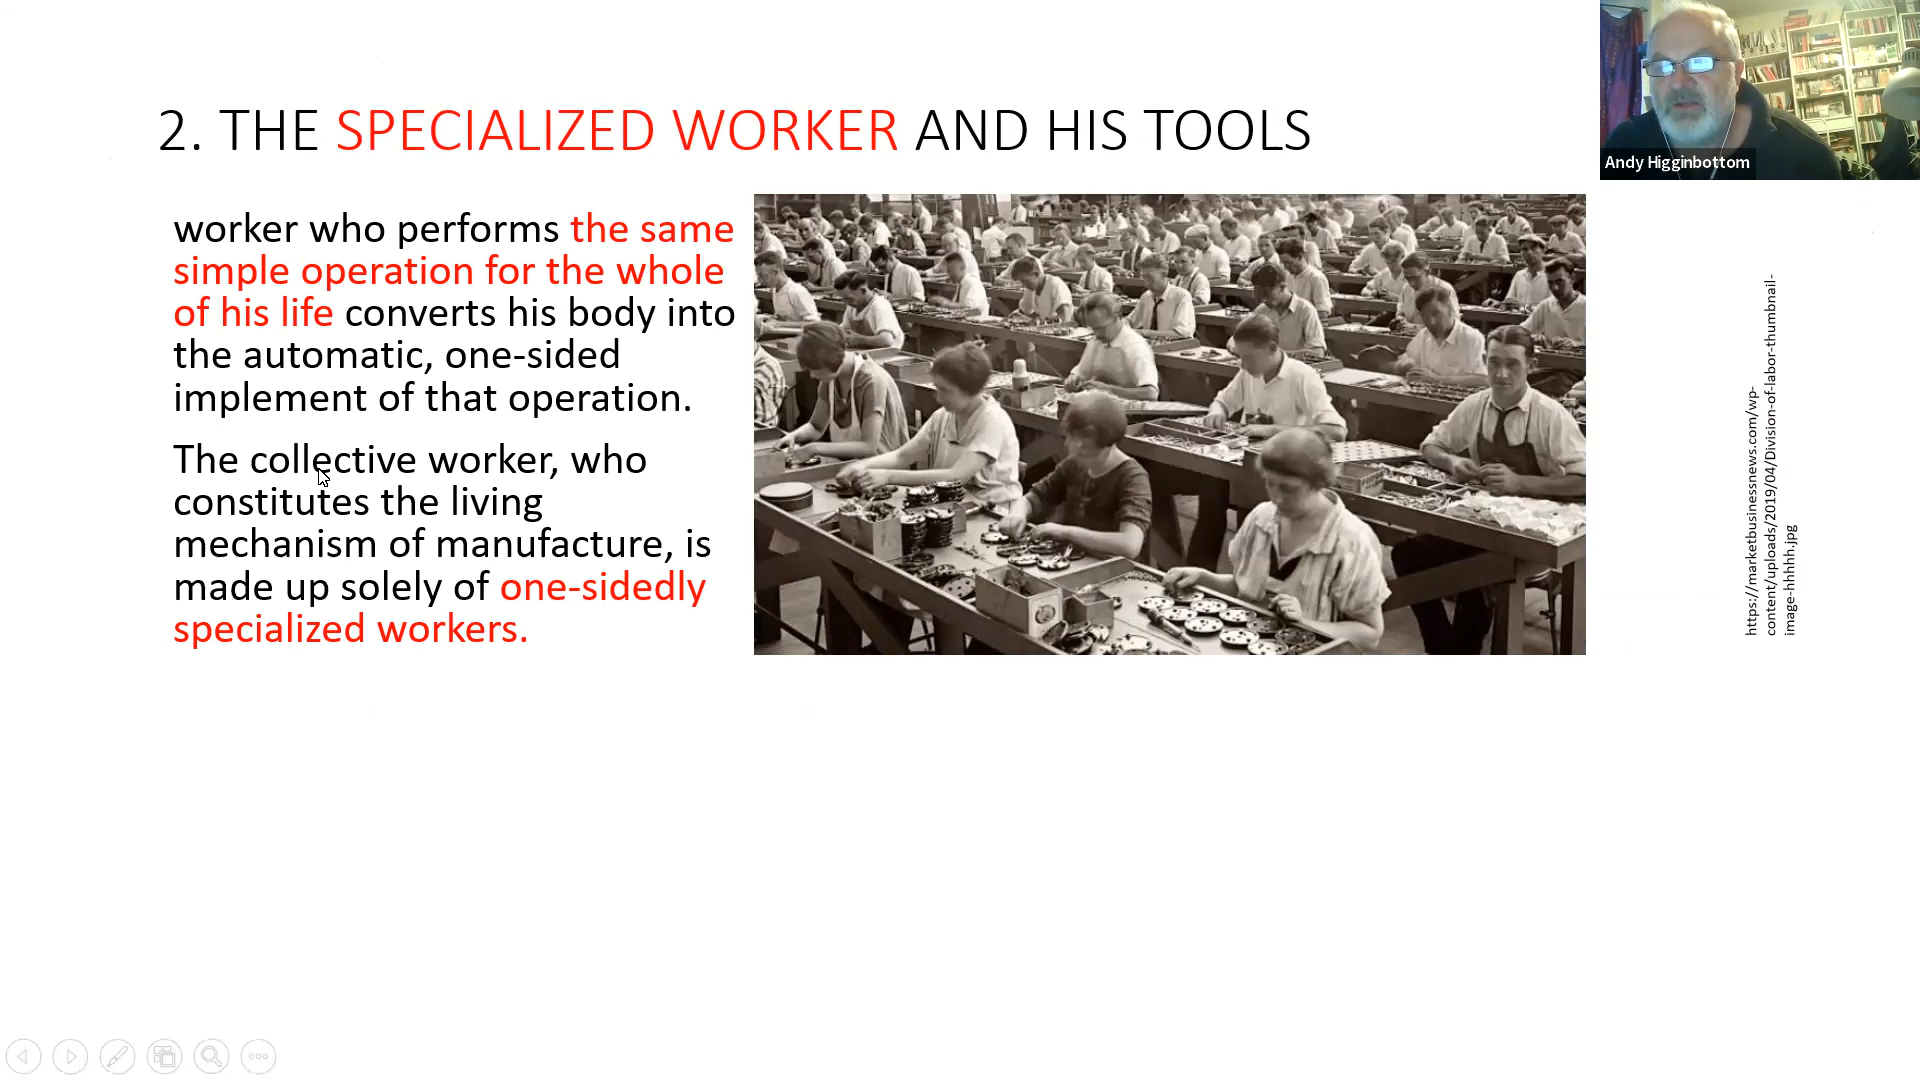 2. THE SPECIALIZED WORKER AND HIS TOOLS
Andy Higginbottom
worker who performs the same
simple operation for the whole
of his life converts his body into
the automatic, one-sided
implement of that operation.
The collective worker, who
constitutes the living
mechanism of manufacture, is
made up solely of one-sidedly
specialized workers.
https://marketbusinessnews.com/wp-
content/uploads/2019/04/Division-of-labor-thumbnail-
image-hhhhhh.jpg